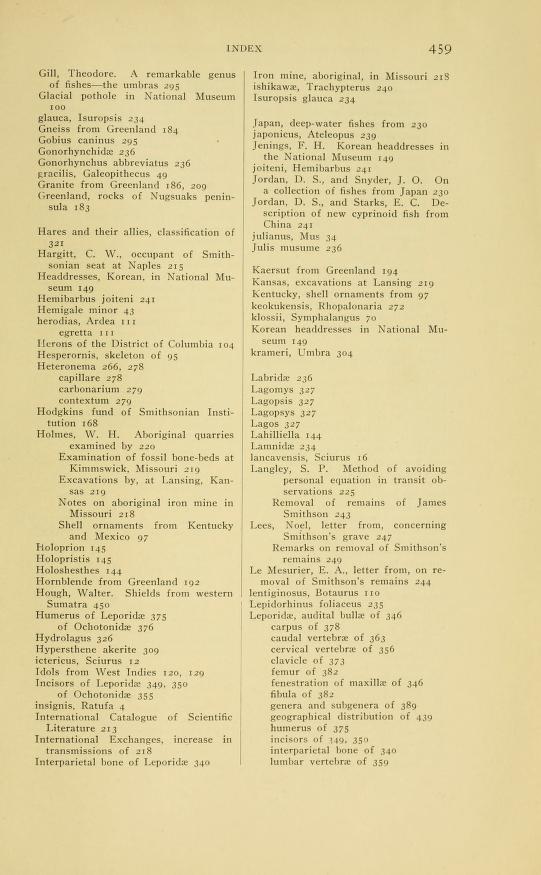 INDEX 459
Gill, Theodore. A remarkable genus
of fishes—the umbras 295
Glacial pothole in National Museum
100
glauca, Isuropsis 234
Gneiss from Greenland 184
Gobius caninus 295
Gonorhynchidæ 236
Gonorhynchus abbreviatus 236
gracilis, Galeopithecus 49
Granite from Greenland 186, 209
Greenland, rocks of Nugsuaks penin-
sula 183
Hares and their allies, classification of
321
Hargitt, C. W., occupant of Smith-
sonian seat at Naples 215
Headdresses, Korean, in National Mu-
seum 149
Hemibarbus joiteni 241
Hemigale minor 43
herodias, Ardea 111
egretta 111
Herons of the District of Columbia 104
Hesperornis, skeleton of 95
Heteronema 266, 278
capillare 278
carbonarium 279
contextum 279
Hodgkins fund of Smithsonian Insti-
tution 168
Holmes, W. H. Aboriginal quarries
examined by 220
Examination of fossil bone-beds at
Kimmswick, Missouri 219
Excavations by, at Lansing, Kan-
sas 219
Notes on aboriginal iron mine in
Missouri 218
Shell ornaments from Kentucky
and Mexico 97
Holoprion 145
Holopristis 145
Holoshesthes 144
Hornblende from Greenland 192
Hough, Walter. Shields from western
Sumatra 450
Humerus of Leporidæ 375
of Ochotonidæ 376
Hydrolagus 326
Hypersthene akerite 309
ictericus, Sciurus 12
Idols from West Indies 120, 129
Incisors of Leporidæ 349, 350
of Ochotonidæ 355
insignis, Ratufa 4
International Catalogue of Scientific
Literature 213
International Exchanges, increase in
transmissions of 218
Interparietal bone of Leporidæ 340
Iron mine, aboriginal, in Missouri 218
ishikawæ, Trachypterus 240
Isuropsis glauca 234
Japan, deep-water fishes from 230
japonicus, Ateleopus 239
Jenings, F. H. Korean headdresses in
the National Museum 149
joiteni, Hemibarbus 241
Jordan, D. S., and Snyder, J. O. On
a collection of fishes from Japan 230
Jordan, D. S., and Starks, E. C. De-
scription of new cyprinoid fish from
China 241
julianus, Mus 34
Julis musume 236
Kaersut from Greenland 194
Kansas, excavations at Lansing 219
Kentucky, shell ornaments from 97
keokukensis, Rhopalonaria 272
klossii, Symphalangus 70
Korean headdresses in National Mu-
seum 149
krameri, Umbra 304
Labridæ 236
Lagomys 327
Lagopsis 327
Lagopsys 327
Lagos 327
Lahilliella 144
Lamnidæ 234
lancavensis, Sciurus 16
Langley, S. P. Method of avoiding
personal equation in transit ob-
servations 225
Removal of remains of James
Smithson 243
Lees, Noel, letter from, concerning
Smithson's grave 247
Remarks on removal of Smithson's
remains 249
Le Mesurier, E. A., letter from, on re-
moval of Smithson's remains 244
lentiginosus, Botaurus 110
Lepidorhinus foliaceus 235
Leporidæ, audital bullæ of 346
carpus of 378
caudal vertebræ of 363
cervical vertebræ of 356
clavicle of 373
femur of 382
fenestration of maxillæ of 346
fibula of 382
genera and subgenera of 389
geographical distribution of 439
humerus of 375
incisors of 349, 350
interparietal bone of 340
lumbar vertebræ of 359